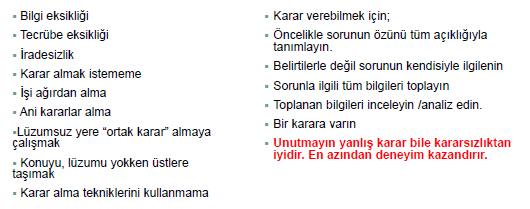 ▪ Bilgi eksikliği
▪ Tecrübe eksikliği
▪ İradesizlik
▪ Karar almak istememe
▪ İşi ağırdan alma
▪ Ani kararlar alma
▪Lüzumsuz yere “ortak karar” almaya
çalışmak
▪ Konuyu, lüzumu yokken üstlere
taşımak
▪ Karar alma tekniklerini kullanmama
▪ Karar verebilmek için;
▪ Öncelikle sorunun özünü tüm açıklığıyla
tanımlayın.
▪ Belirtilerle değil sorunun kendisiyle ilgilenin
▪ Sorunla ilgili tüm bilgileri toplayın
▪ Toplanan bilgileri inceleyin /analiz edin.
▪ Bir karara varın
▪ Unutmayın yanlış karar bile kararsızlıktan
iyidir. En azından deneyim kazandırır.